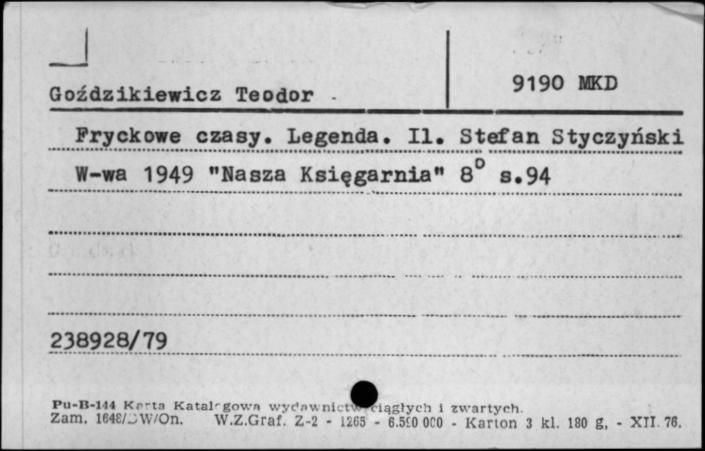 9190 MKD
Goździkiewicz Teodor
Fryckowe czasy. Legenda. Il. Stefan Styczyński
W-wa 1949 "Nasza Księgarnia" 8° s.94
238928/79
Pu-B-144 Karta Katalogowa wydawnictw ciągłych i zwartych.
Zam. 1648/DW/On. W.Z.Graf. Z-2 - 1265 - 6.500 000 - Karton 3 kl. 180 g, - XII. 76.